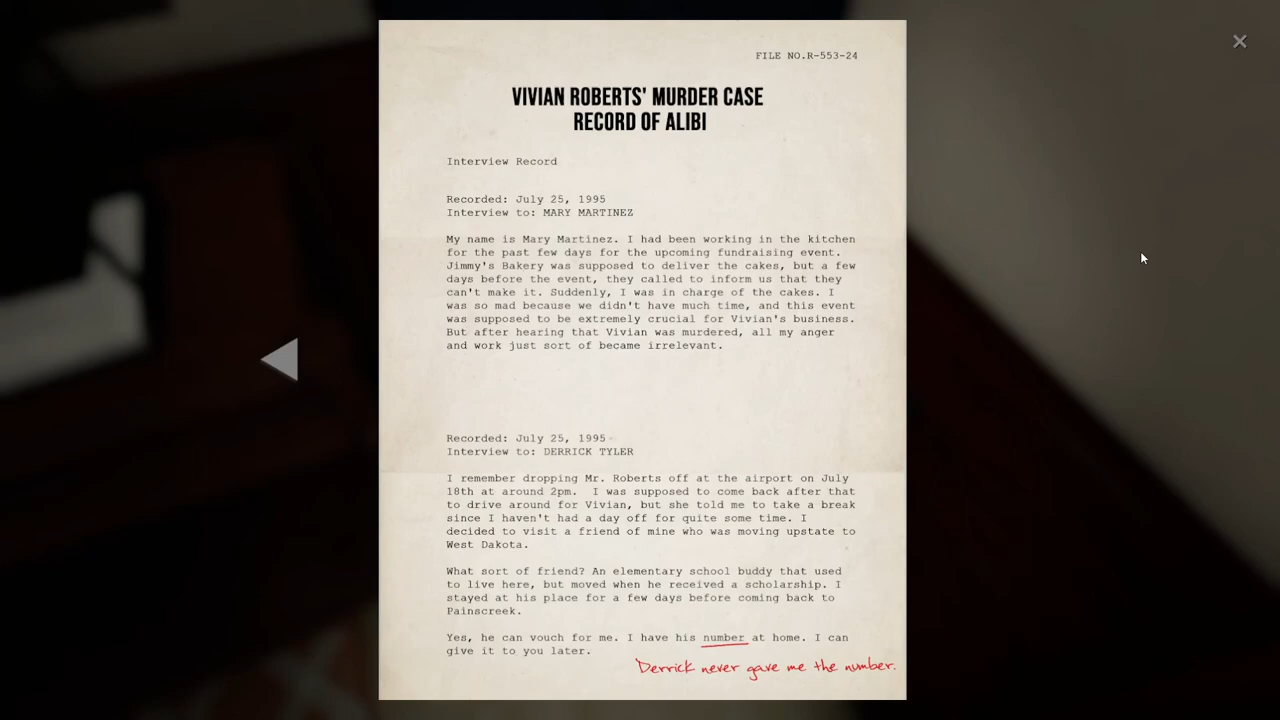 FILE NO.R-553-24
VIVIAN ROBERTS' MURDER CASE
RECORD OF ALIBI
Interview Record
Recorded: July 25, 1995
Interview to: MARY MARTINEZ
My name is Mary Martinez. I had been working in the kitchen
for the past few days for the upcoming fundraising event.
Jimmy's Bakery was supposed to deliver the cakes, but a few
days before the event, they called to inform us that they
can't make it. Suddenly, I was in charge of the cakes. I
was so mad because we didn't have much time, and this event
was supposed to be extremely crucial for Vivian's business.
But after hearing that Vivian was murdered, all my anger
and work just sort of became irrelevant.
Recorded: July 25, 1995
Interview to: DERRICK TYLER
I remember dropping Mr. Roberts off at the airport on July
18th at around 2pm. I was supposed to come back after that
to drive around for Vivian, but she told me to take a break
since I haven't had a day off for quite some time. I
decided to visit a friend of mine who was moving upstate to
West Dakota.
What sort of friend? An elementary school buddy that used
to live here, but moved when he received a scholarship. I
stayed at his place for a few days before coming back to
Painscreek.
Yes, he can vouch for me. I have his number at home. I can
give it to you later.
Derrick never gave me the number.